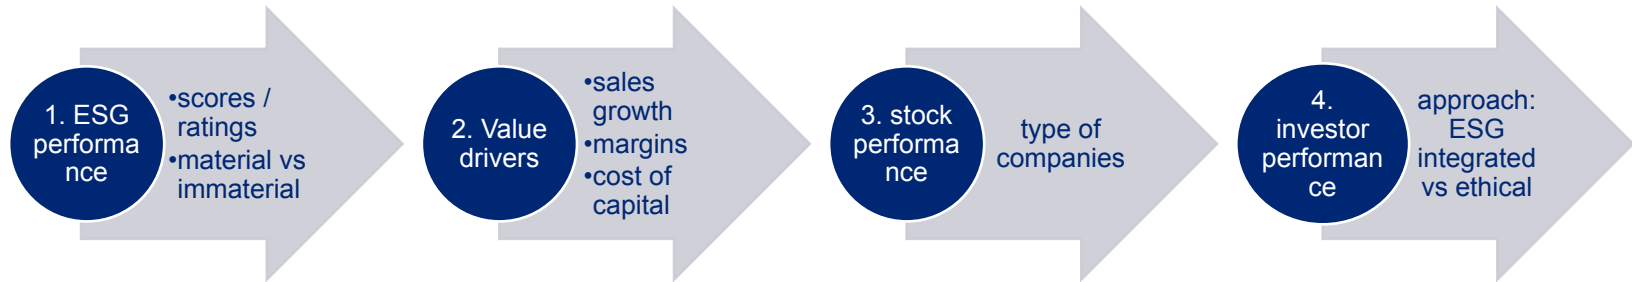 1. ESG
performa
nce
•scores /
ratings
•material vs
immaterial
2. Value
drivers
•sales
growth
•margins
•cost of
capital
3. stock
performa
nce
type of
companies
4.
investor
performan
ce
approach:
ESG
integrated
vs ethical